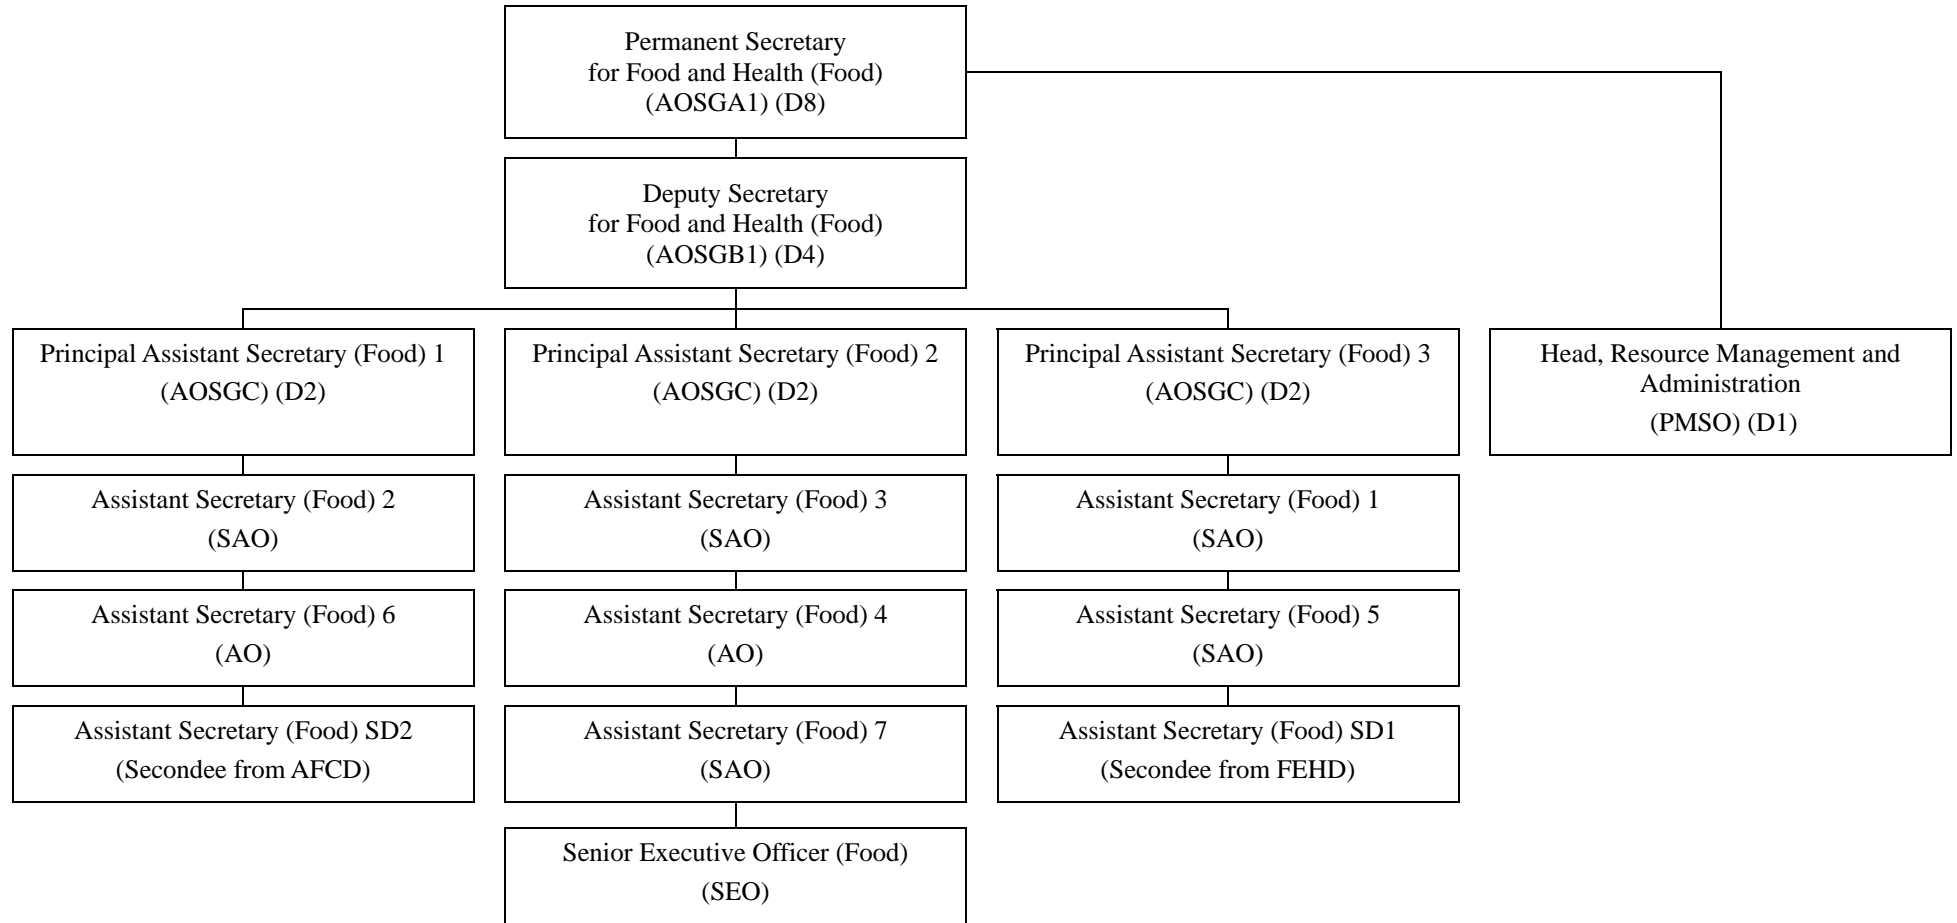 Permanent Secretary
for Food and Health (Food)
(AOSGA1) (D8)
Deputy Secretary
for Food and Health (Food)
(AOSGB1) (D4)
Principal Assistant Secretary (Food) 1
(AOSGC) (D2)
Principal Assistant Secretary (Food) 2
(AOSGC) (D2)
Principal Assistant Secretary (Food) 3
(AOSGC) (D2)
Head, Resource Management and
Administration
(PMSO) (D1)
Assistant Secretary (Food) 2
(SAO)
Assistant Secretary (Food) 3
(SAO)
Assistant Secretary (Food) 1
(SAO)
Assistant Secretary (Food) 6
(AO)
Assistant Secretary (Food) 4
(AO)
Assistant Secretary (Food) 5
(SAO)
Assistant Secretary (Food) SD2
(Secondee from AFCD)
Assistant Secretary (Food) 7
(SAO)
Assistant Secretary (Food) SD1
(Secondee from FEHD)
Senior Executive Officer (Food)
(SEO)